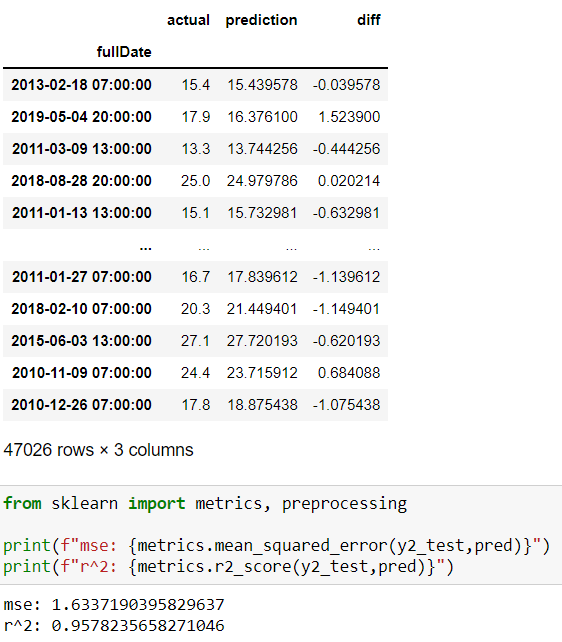 actual prediction diff
fullDate
2013-02-18 07:00:00 15.4 15.439578 -0.039578
2019-05-04 20:00:00 17.9 16.376100 1.523900
2011-03-09 13:00:00 13.3 13.744256 -0.444256
2018-08-28 20:00:00 25.0 24.979786 0.020214
2011-01-13 13:00:00 15.1 15.732981 -0.632981
... ... ... ...
2011-01-27 07:00:00 16.7 17.839612 -1.139612
2018-02-10 07:00:00 20.3 21.449401 -1.149401
2015-06-03 13:00:00 27.1 27.720193 -0.620193
2010-11-09 07:00:00 24.4 23.715912 0.684088
2010-12-26 07:00:00 17.8 18.875438 -1.075438
47026 rows × 3 columns
from sklearn import metrics, preprocessing
print(f"mse: {metrics.mean_squared_error(y2_test,pred)}")
print(f"r^2: {metrics.r2_score(y2_test,pred)}")
mse: 1.6337190395829637
r^2: 0.9578235658271046